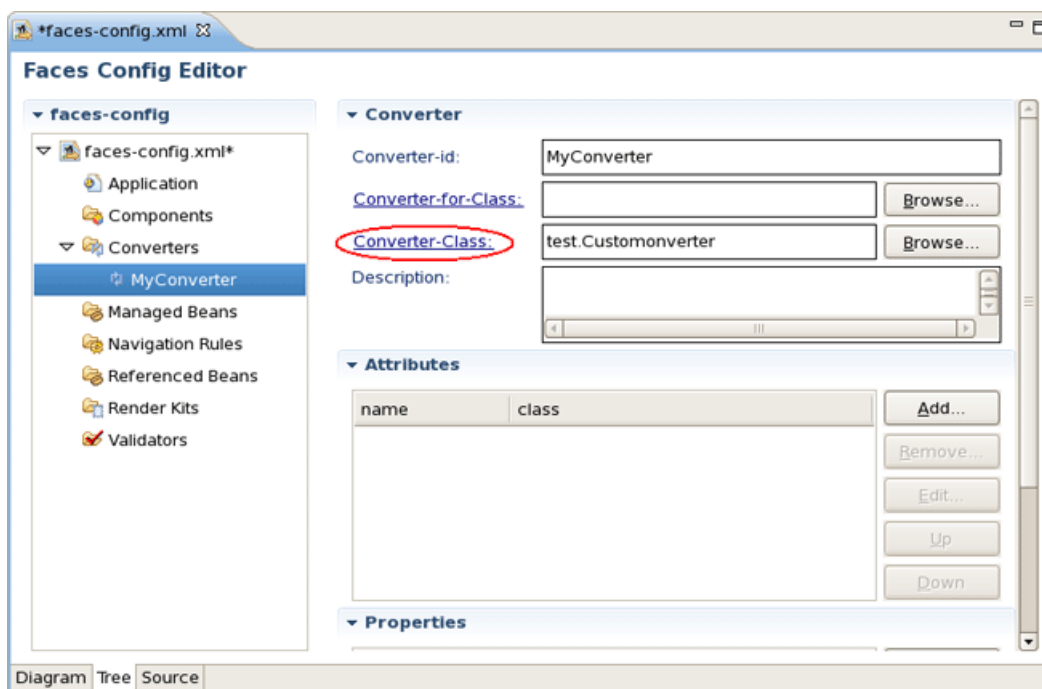 *faces-config.xml
Faces Config Editor
faces-config
faces-config.xml*
Application
Components
Converters
MyConverter
Managed Beans
Navigation Rules
Referenced Beans
Render Kits
Validators
Converter
Converter-id: MyConverter
Converter-for-Class: Browse...
Converter-Class: test.Customonverter Browse...
Description:
Attributes
name class
Add...
Remove...
Edit...
Up
Down
Properties
Diagram Tree Source